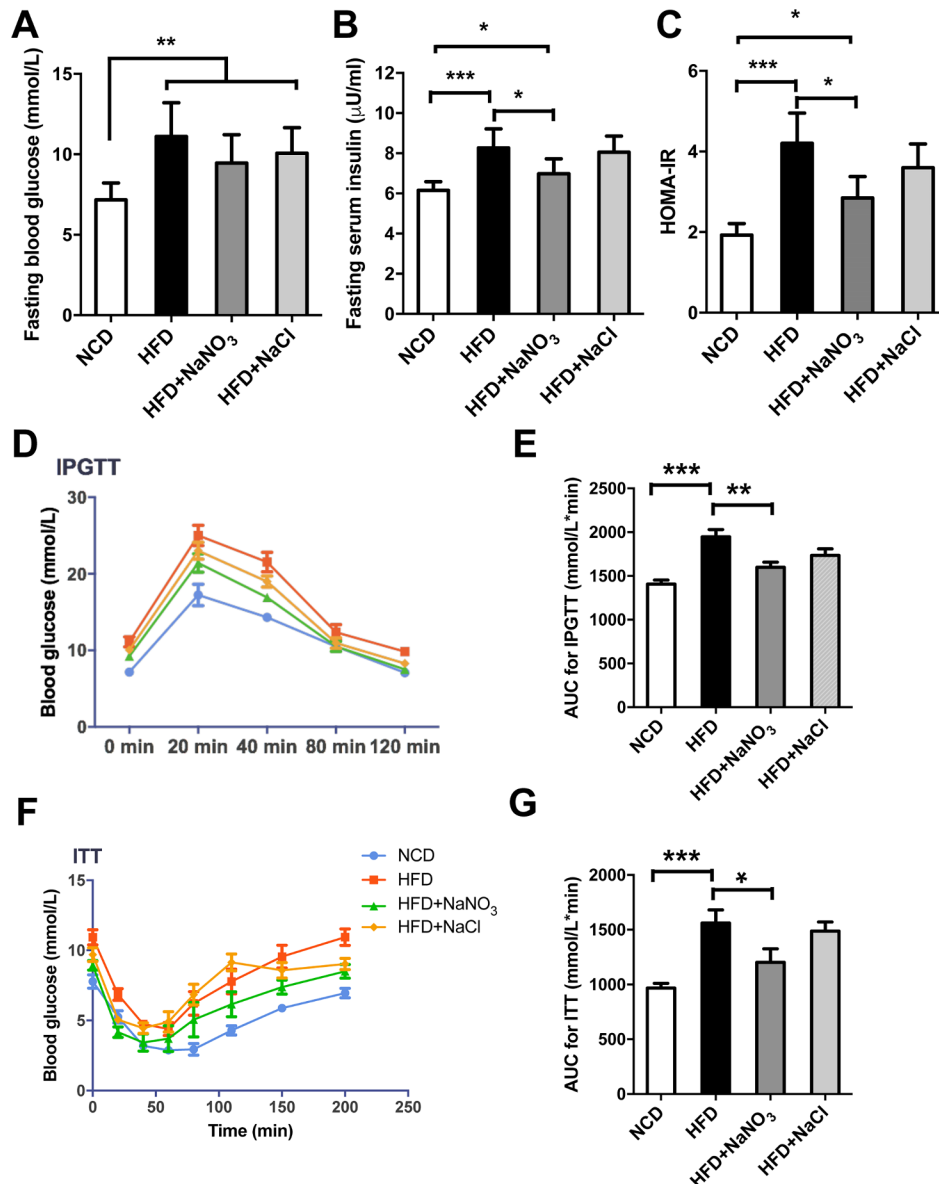 A
Fasting blood glucose (mmol/L)
15
10
5
0
**
NCD
HFD
HFD+NaNO₃
HFD+NaCl
B
Fasting serum insulin (µU/ml)
12
10
8
6
4
2
0
*
***
*
NCD
HFD
HFD+NaNO₃
HFD+NaCl
C
HOMA-IR
6
4
2
0
*
***
*
NCD
HFD
HFD+NaNO₃
HFD+NaCl
D
IPGTT
Blood glucose (mmol/L)
30
20
10
0
0 min
20 min
40 min
80 min
120 min
E
AUC for IPGTT (mmol/L*min)
2500
2000
1500
1000
500
0
***
**
NCD
HFD
HFD+NaNO₃
HFD+NaCl
F
ITT
Blood glucose (mmol/L)
15
10
5
0
0
50
100
150
200
250
Time (min)
NCD
HFD
HFD+NaNO₃
HFD+NaCl
G
AUC for ITT (mmol/L*min)
2000
1500
1000
500
0
***
*
NCD
HFD
HFD+NaNO₃
HFD+NaCl